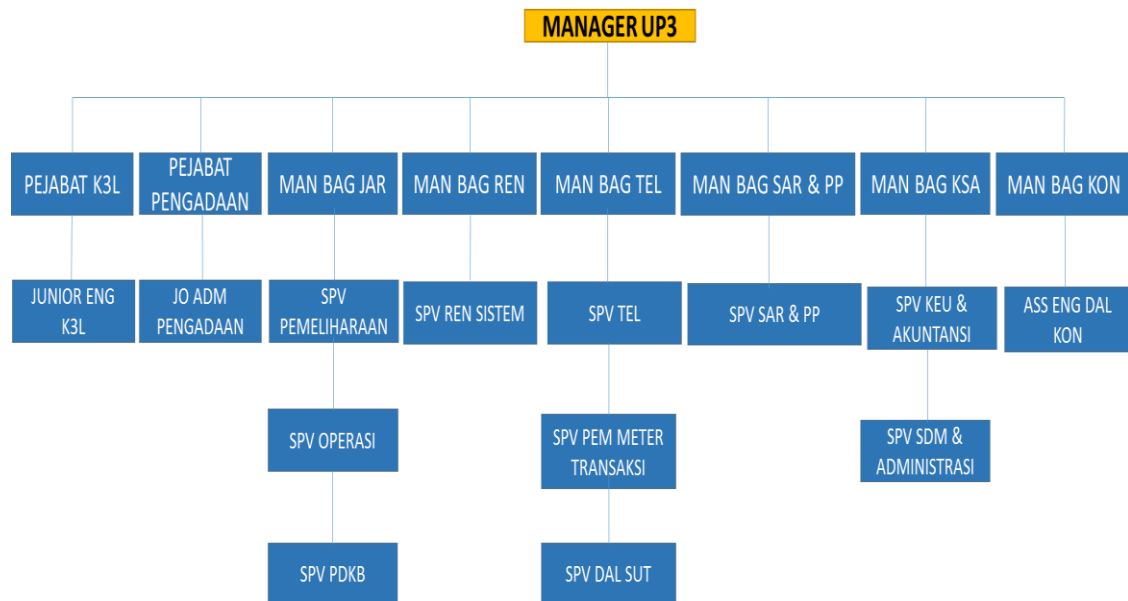 MANAGER UP3
PEJABAT K3L
PEJABAT
PENGADAAN
MAN BAG JAR
MAN BAG REN
MAN BAG TEL
MAN BAG SAR & PP
MAN BAG KSA
MAN BAG KON
JUNIOR ENG
K3L
JO ADM
PENGADAAN
SPV
PEMELIHARAAN
SPV REN SISTEM
SPV TEL
SPV SAR & PP
SPV KEU &
AKUNTANSI
ASS ENG DAL
KON
SPV OPERASI
SPV PEM METER
TRANSAKSI
SPV SDM &
ADMINISTRASI
SPV PDKB
SPV DAL SUT